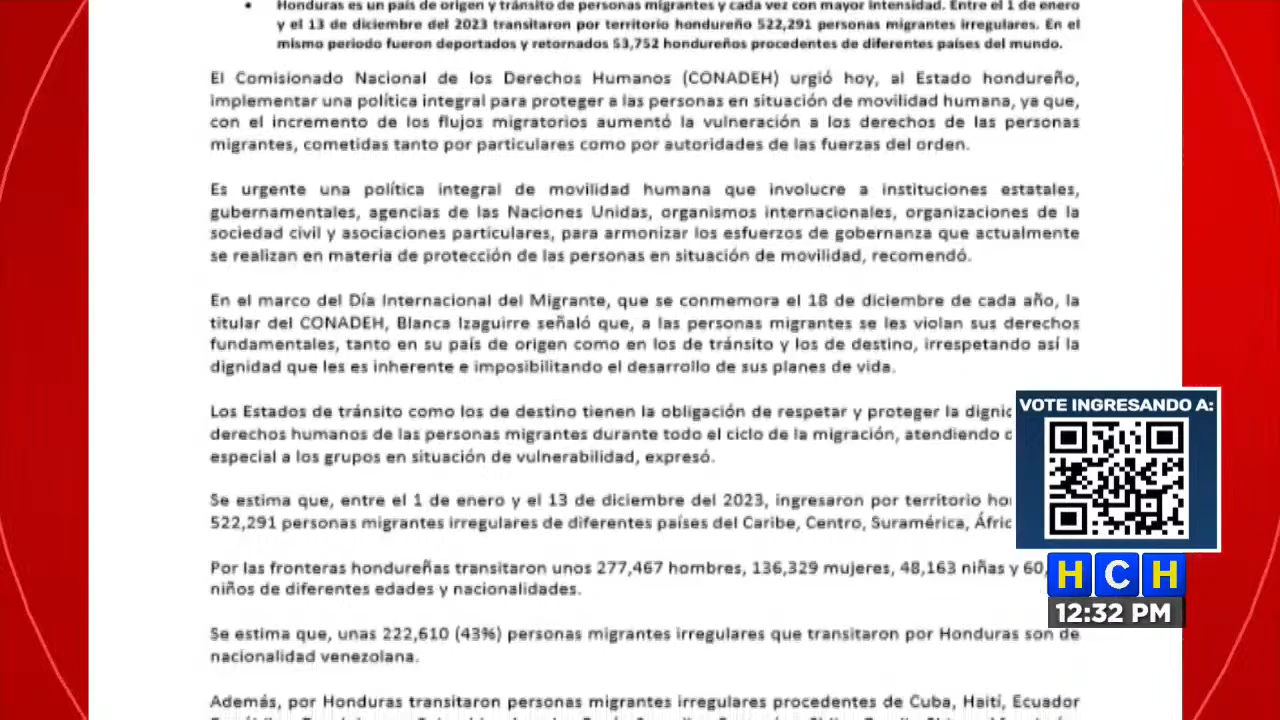 • Honduras es un país de origen y tránsito de personas migrantes y cada vez con mayor intensidad. Entre el 1 de enero
y el 13 de diciembre del 2023 transitaron por territorio hondureño 522,291 personas migrantes irregulares. En el
mismo periodo fueron deportados y retornados 53,752 hondureños procedentes de diferentes países del mundo.
El Comisionado Nacional de los Derechos Humanos (CONADEH) urgió hoy, al Estado hondureño,
implementar una política integral para proteger a las personas en situación de movilidad humana, ya que,
con el incremento de los flujos migratorios aumentó la vulneración a los derechos de las personas
migrantes, cometidas tanto por particulares como por autoridades de las fuerzas del orden.
Es urgente una política integral de movilidad humana que involucre a instituciones estatales,
gubernamentales, agencias de las Naciones Unidas, organismos internacionales, organizaciones de la
sociedad civil y asociaciones particulares, para armonizar los esfuerzos de gobernanza que actualmente
se realizan en materia de protección de las personas en situación de movilidad, recomendó.
En el marco del Día Internacional del Migrante, que se conmemora el 18 de diciembre de cada año, la
titular del CONADEH, Blanca Izaguirre señaló que, a las personas migrantes se les violan sus derechos
fundamentales, tanto en su país de origen como en los de tránsito y los de destino, irrespetando así la
dignidad que les es inherente e imposibilitando el desarrollo de sus planes de vida.
Los Estados de tránsito como los de destino tienen la obligación de respetar y proteger la
derechos humanos de las personas migrantes durante todo el ciclo de la migración, atendiendo
especial a los grupos en situación de vulnerabilidad, expresó.
Se estima que, entre el 1 de enero y el 13 de diciembre del 2023, ingresaron por territorio
522,291 personas migrantes irregulares de diferentes países del Caribe, Centro, Suramérica,
Por las fronteras hondureñas transitaron unos 277,467 hombres, 136,329 mujeres, 48,163 niñas y 60,
niños de diferentes edades y nacionalidades.
Se estima que, unas 222,610 (43%) personas migrantes irregulares que transitaron por Honduras son de
nacionalidad venezolana.
Además, por Honduras transitaron personas migrantes irregulares procedentes de Cuba, Haití, Ecuador
VOTE INGRESANDO A:
HCH
12:32 PM